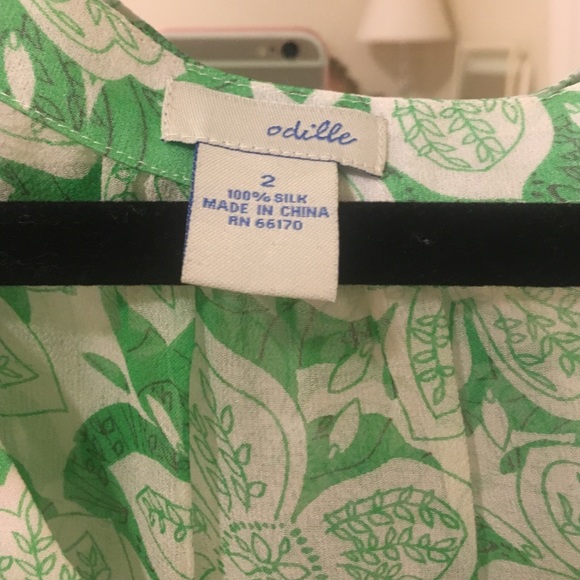 odille
2
100% SILK
MADE IN CHINA
RN 66170